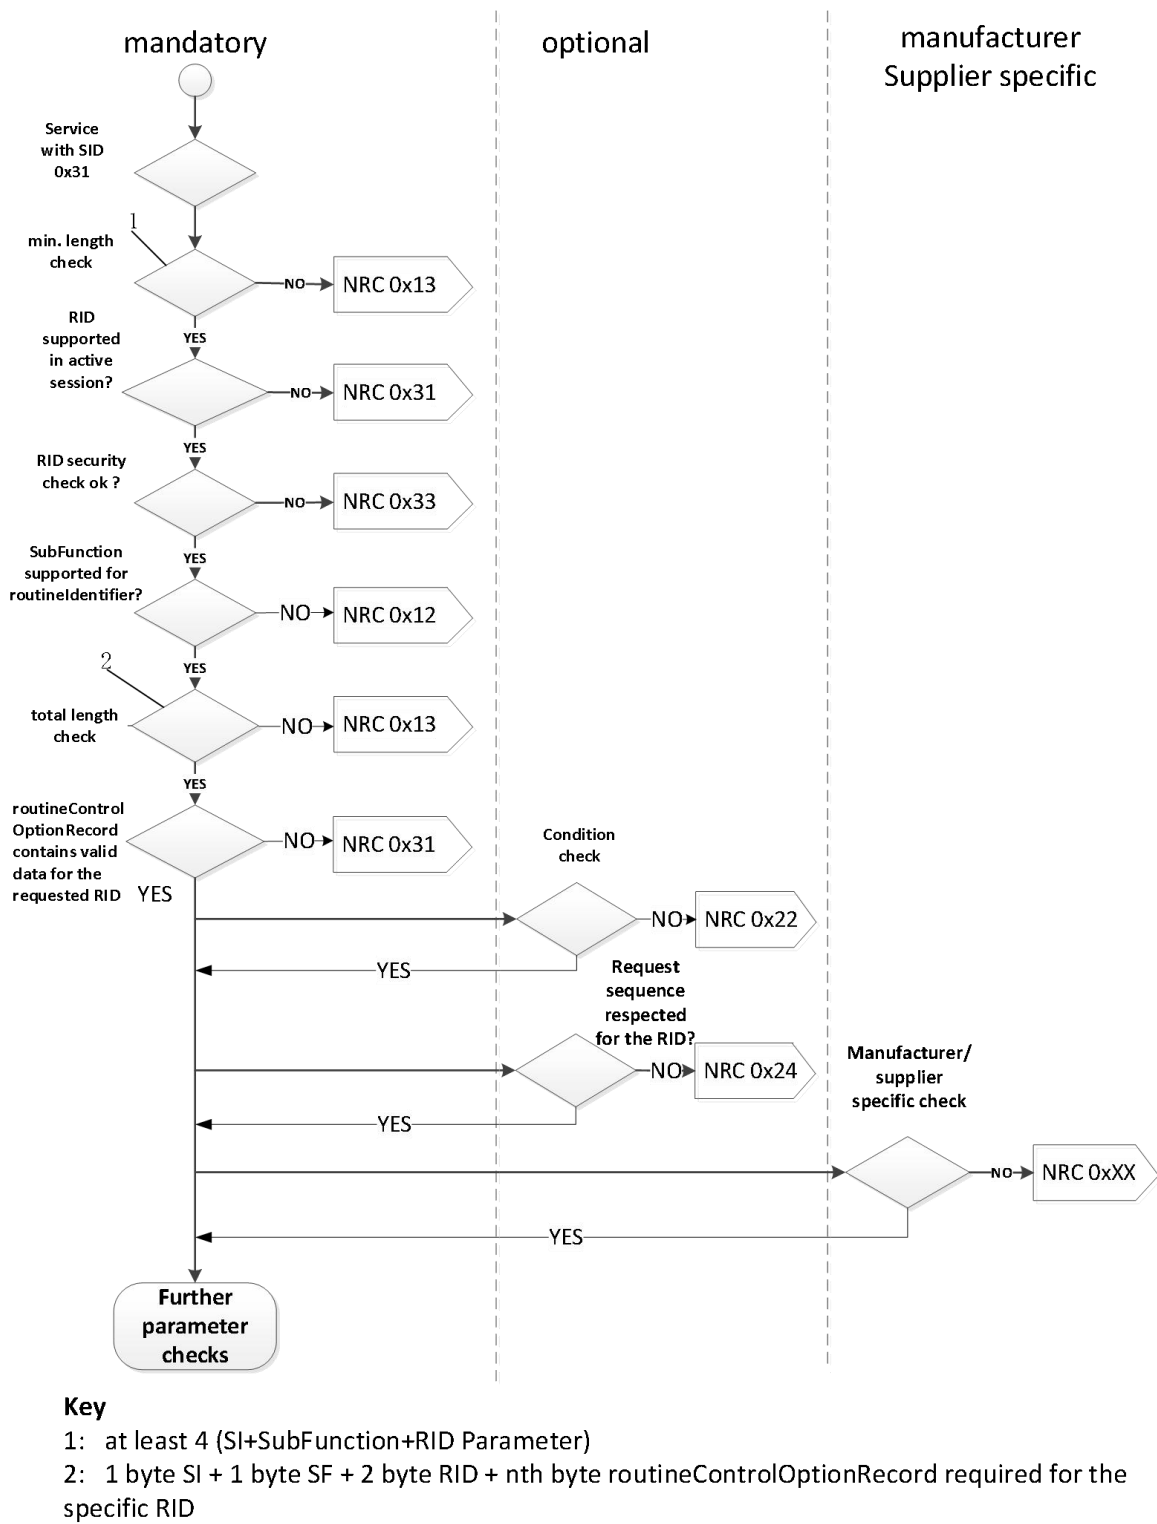 mandatory
optional
manufacturer
Supplier specific
Service
with SID
0x31
1
min. length
check
NO
NRC 0x13
YES
RID
supported
in active
session?
NO
NRC 0x31
YES
RID security
check ok ?
NO
NRC 0x33
YES
SubFunction
supported for
routineIdentifier?
NO
NRC 0x12
YES
2
total length
check
NO
NRC 0x13
YES
routineControl
OptionRecord
contains valid
data for the
requested RID
NO
NRC 0x31
YES
Condition
check
NO
NRC 0x22
YES
Request
sequence
respected
for the RID?
NO
NRC 0x24
YES
Manufacturer/
supplier
specific check
NO
NRC 0xXX
YES
Further
parameter
checks
Key
1: at least 4 (SI+SubFunction+RID Parameter)
2: 1 byte SI + 1 byte SF + 2 byte RID + nth byte routineControlOptionRecord required for the
specific RID